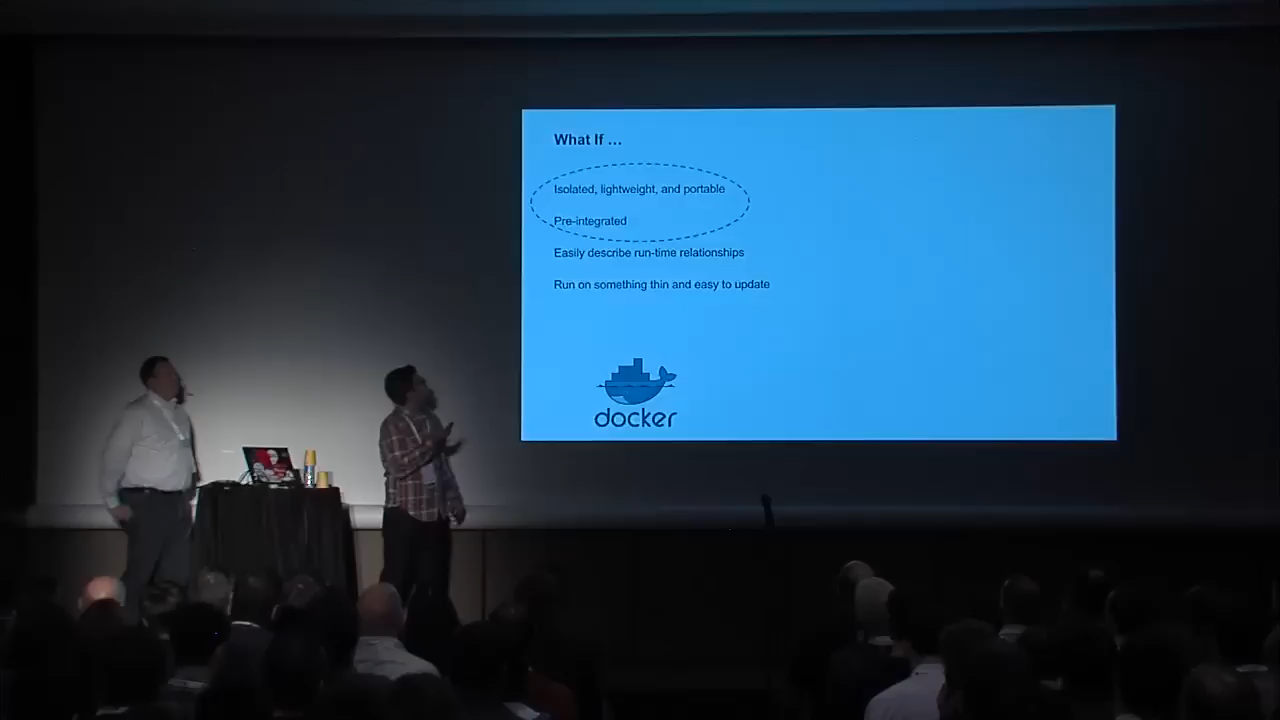 What If ...
Isolated, lightweight, and portable
Pre-integrated
Easily describe run-time relationships
Run on something thin and easy to update
docker